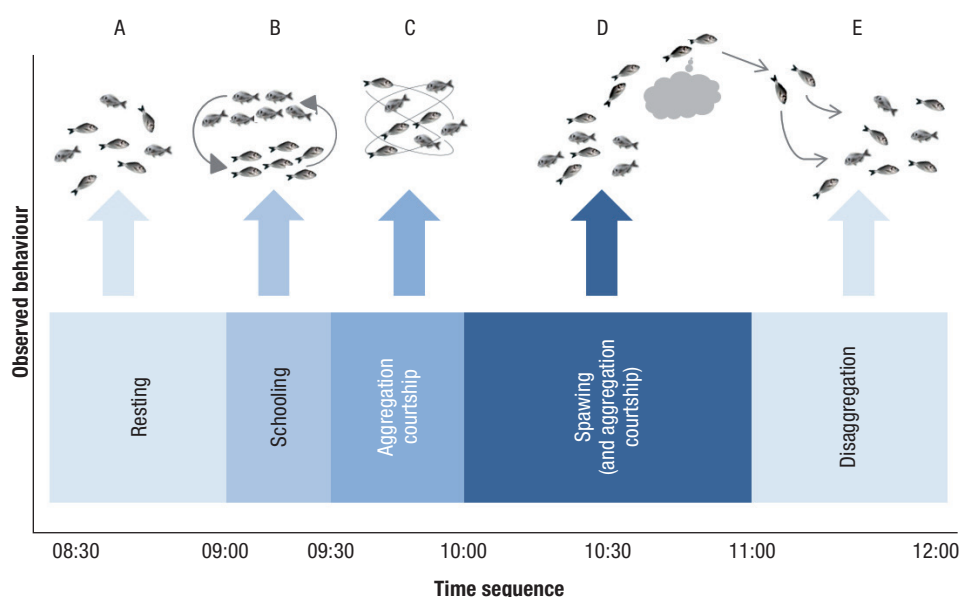 A B C D E
Observed behaviour
Resting
Schooling
Aggregation
courtship
Spawing
(and aggregation
courtship)
Disaggregation
08:30 09:00 09:30 10:00 10:30 11:00 12:00
Time sequence